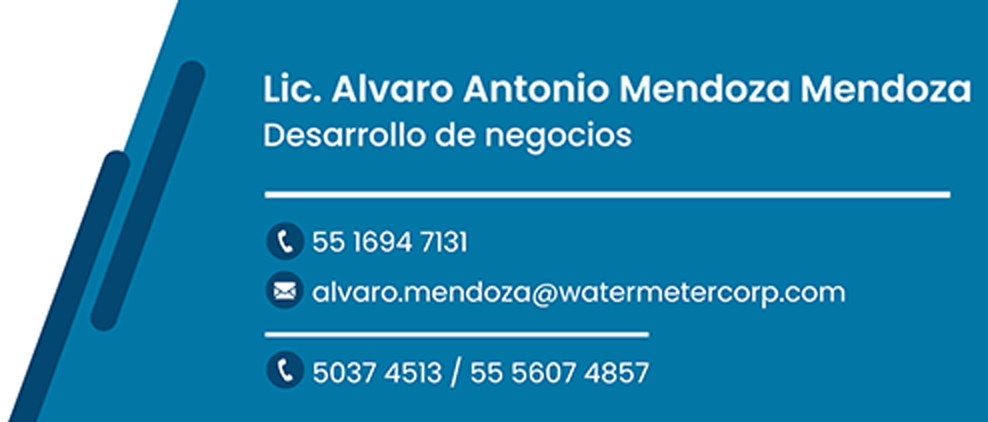 Lic. Alvaro Antonio Mendoza Mendoza
Desarrollo de negocios
55 1694 7131
alvaro.mendoza@watermetercorp.com
5037 4513 / 55 5607 4857